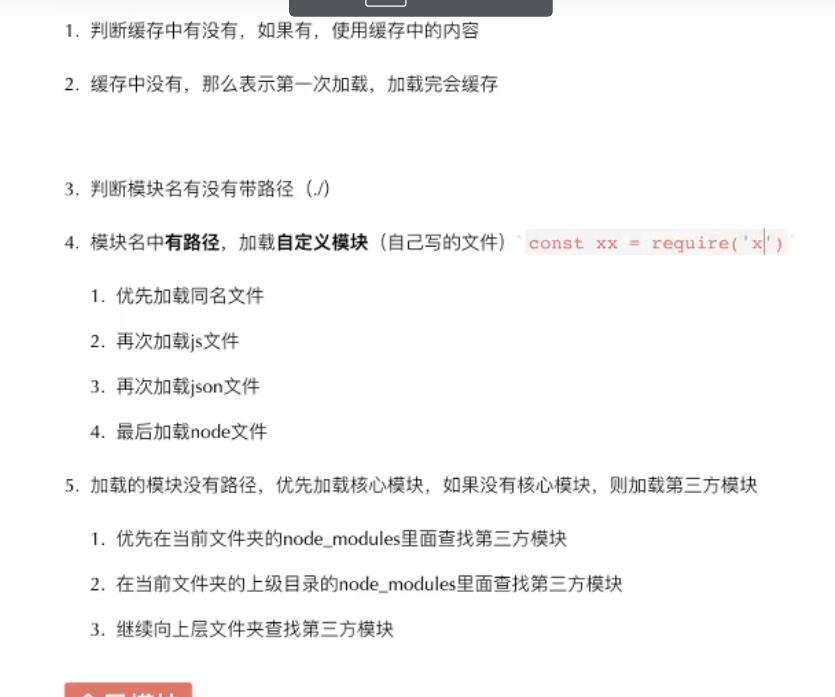 1. 判断缓存中有没有，如果有，使用缓存中的内容
2. 缓存中没有，那么表示第一次加载，加载完会缓存
3. 判断模块名有没有带路径（./）
4. 模块名中有路径，加载自定义模块（自己写的文件）`const xx = require('x')`
1. 优先加载同名文件
2. 再次加载js文件
3. 再次加载json文件
4. 最后加载node文件
5. 加载的模块没有路径，优先加载核心模块，如果没有核心模块，则加载第三方模块
1. 优先在当前文件夹的node_modules里面查找第三方模块
2. 在当前文件夹的上级目录的node_modules里面查找第三方模块
3. 继续向上层文件夹查找第三方模块